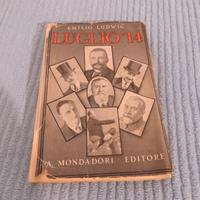 EMILIO LUDWIG
LUGLIO '14
A. MONDADORI - EDITORE